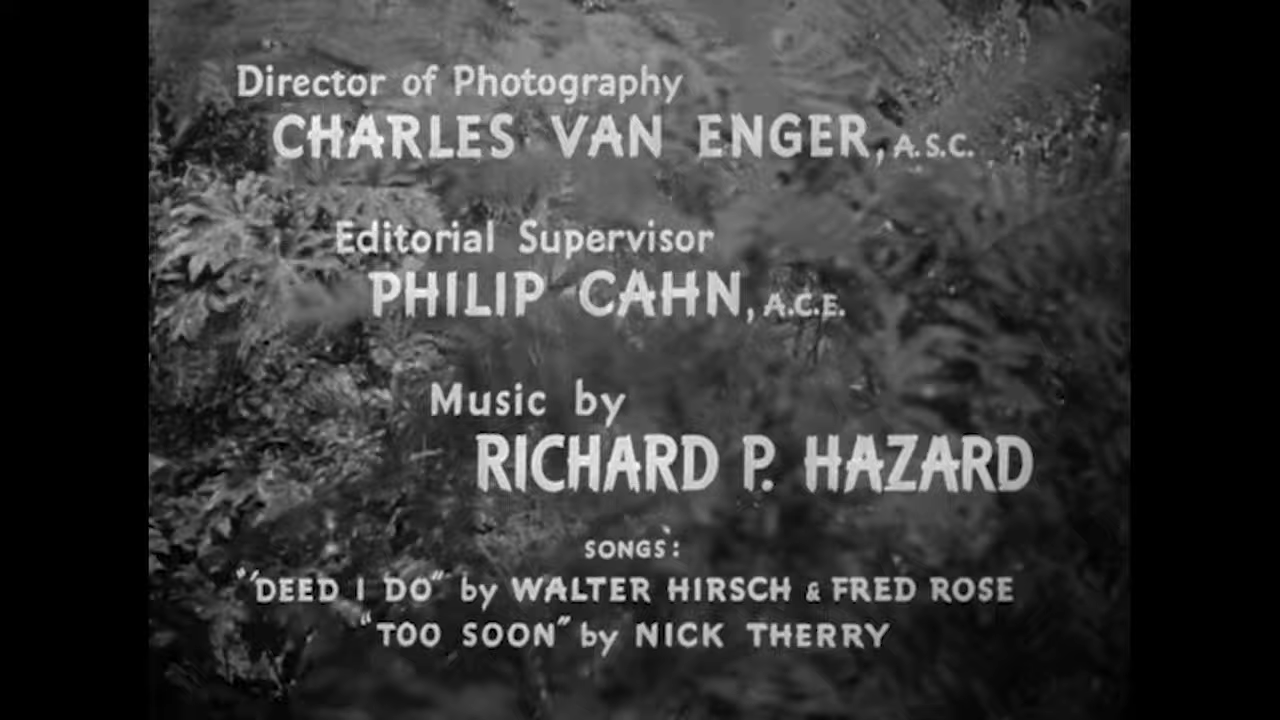 Director of Photography
CHARLES VAN ENGER, A.S.C.
Editorial Supervisor
PHILIP CAHN, A.C.E.
Music by
RICHARD P. HAZARD
SONGS:
"'DEED I DO" by WALTER HIRSCH & FRED ROSE
"TOO SOON" by NICK THERRY